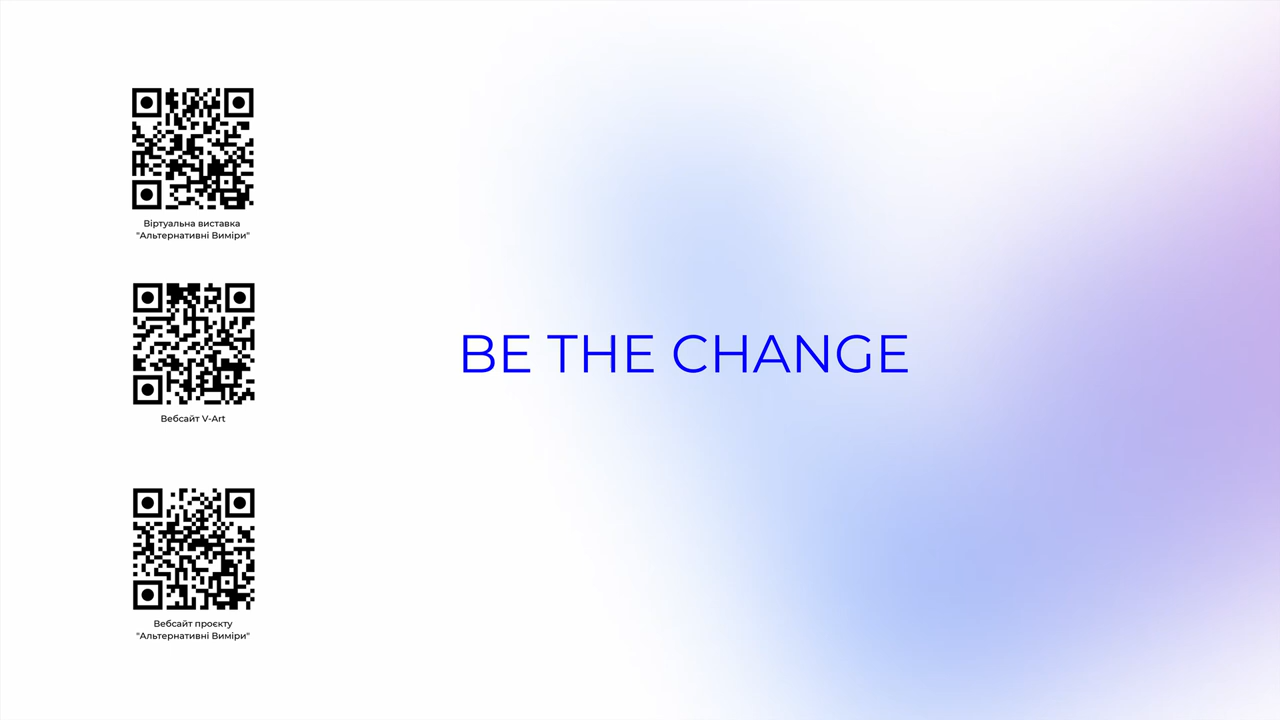 Віртуальна виставка
"Альтернативні Виміри"
Вебсайт V-Art
BE THE CHANGE
Вебсайт проєкту
"Альтернативні Виміри"